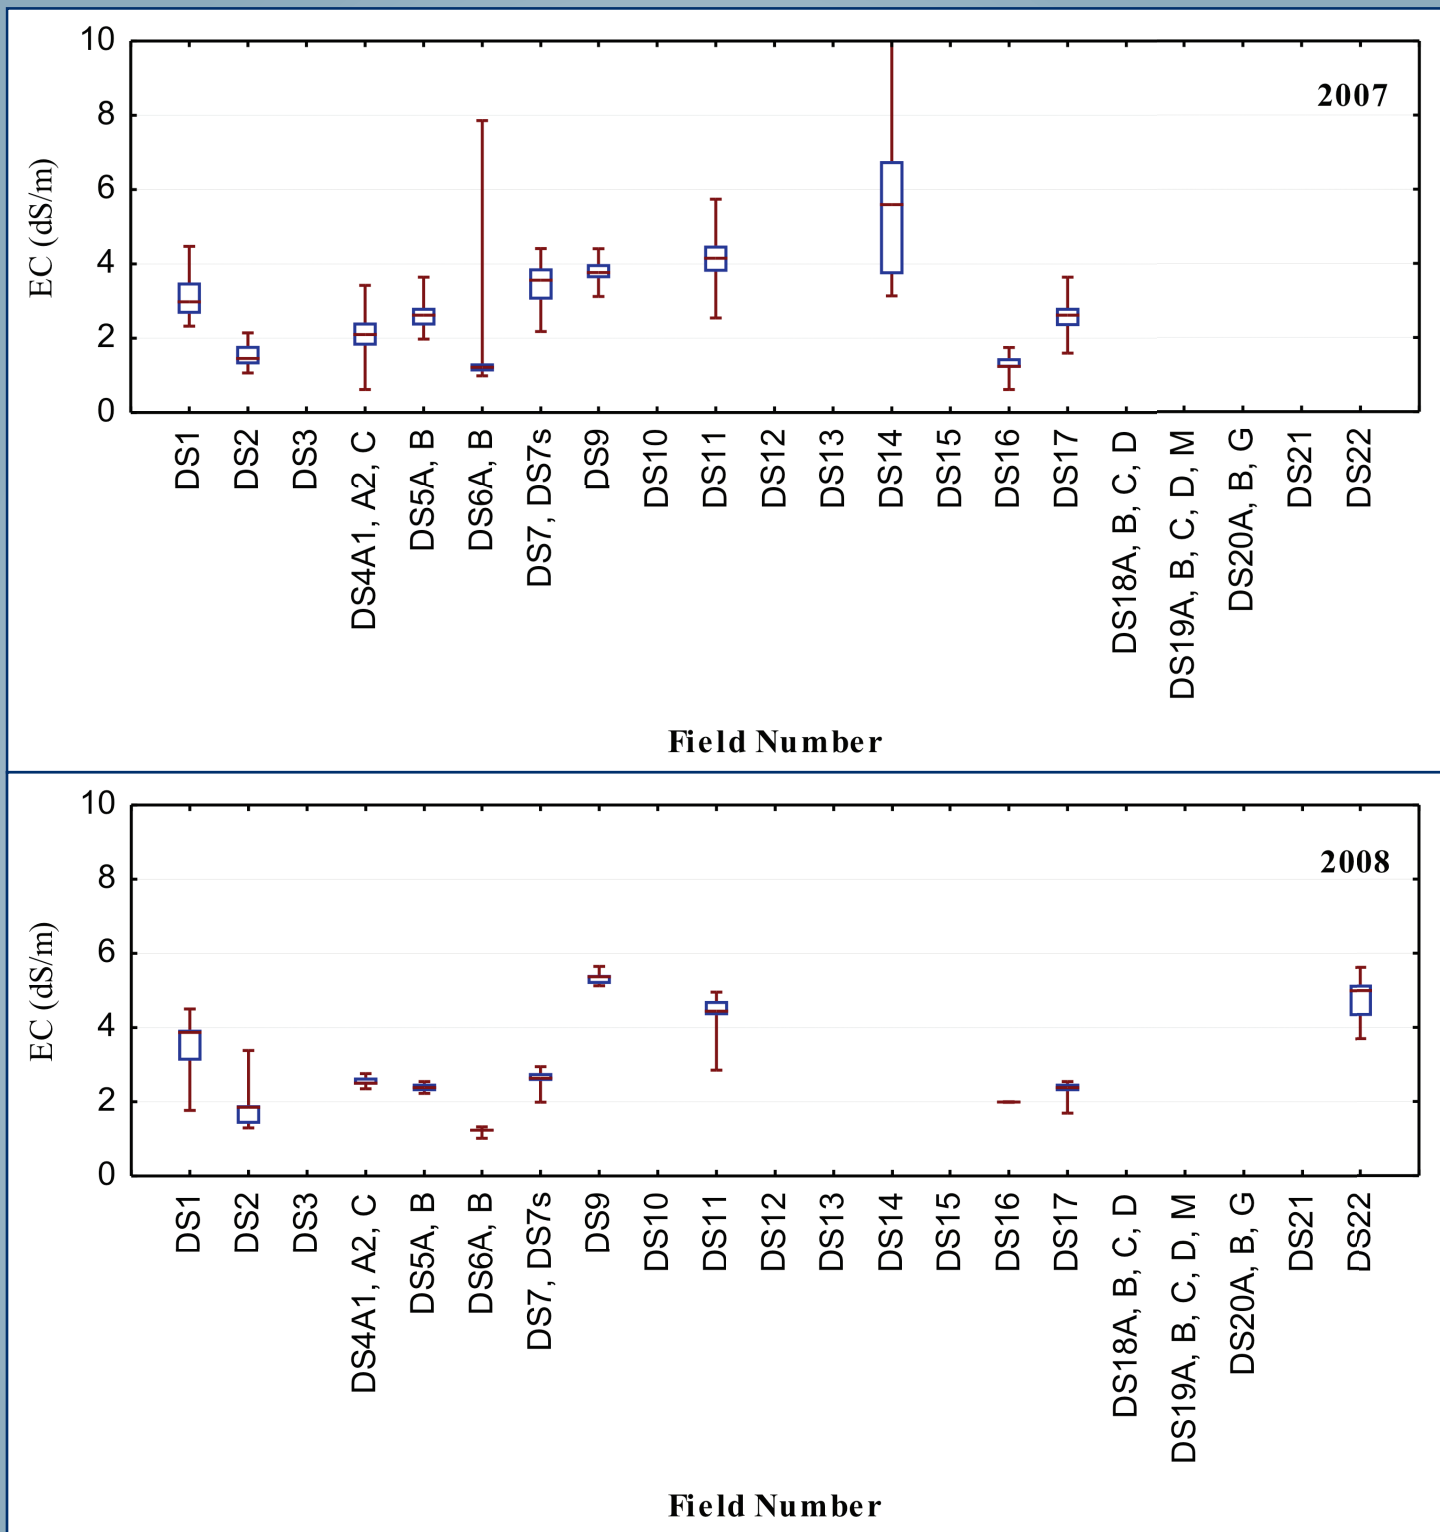 10
2007
8
6
4
2
0
EC (dS/m)
DS1
DS2
DS3
DS4A1, A2, C
DS5A, B
DS6A, B
DS7, DS7s
DS9
DS10
DS11
DS12
DS13
DS14
DS15
DS16
DS17
DS18A, B, C, D
DS19A, B, C, D, M
DS20A, B, G
DS21
DS22
Field Number
10
2008
8
6
4
2
0
EC (dS/m)
DS1
DS2
DS3
DS4A1, A2, C
DS5A, B
DS6A, B
DS7, DS7s
DS9
DS10
DS11
DS12
DS13
DS14
DS15
DS16
DS17
DS18A, B, C, D
DS19A, B, C, D, M
DS20A, B, G
DS21
DS22
Field Number